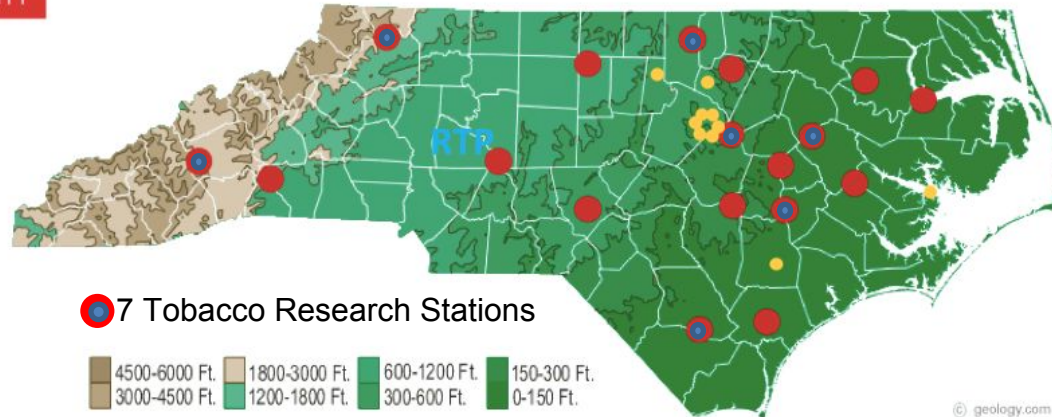 RTP
7 Tobacco Research Stations
4500-6000 Ft.
3000-4500 Ft.
1800-3000 Ft.
1200-1800 Ft.
600-1200 Ft.
300-600 Ft.
150-300 Ft.
0-150 Ft.
© geology.com